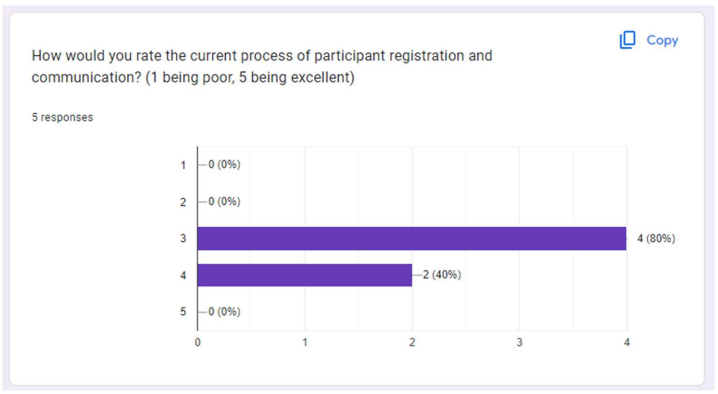 Copy
How would you rate the current process of participant registration and
communication? (1 being poor, 5 being excellent)
5 responses
1 0 (0%)
2 0 (0%)
3 4 (80%)
4 2 (40%)
5 0 (0%)
0 1 2 3 4